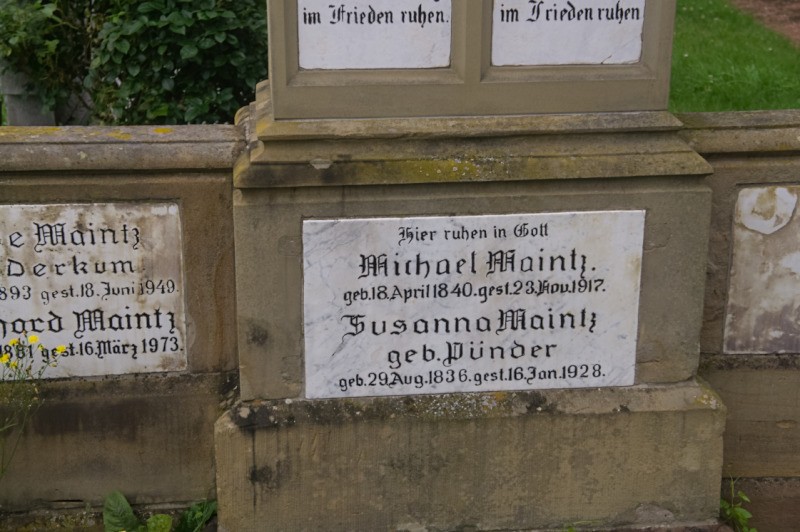 im Frieden ruhen.
im Frieden ruhen
e Maintz
derkum
893 gest. 18. Juni 1949.
hard Maintz
1881 gest 16. März 1973.
Hier ruhen in Gott
Michael Maintz.
geb. 18. April 1840. gest. 23. Nov. 1917.
Susanna Maintz
geb. Pünder
geb. 29. Aug. 1836. gest. 16. Jan. 1928.